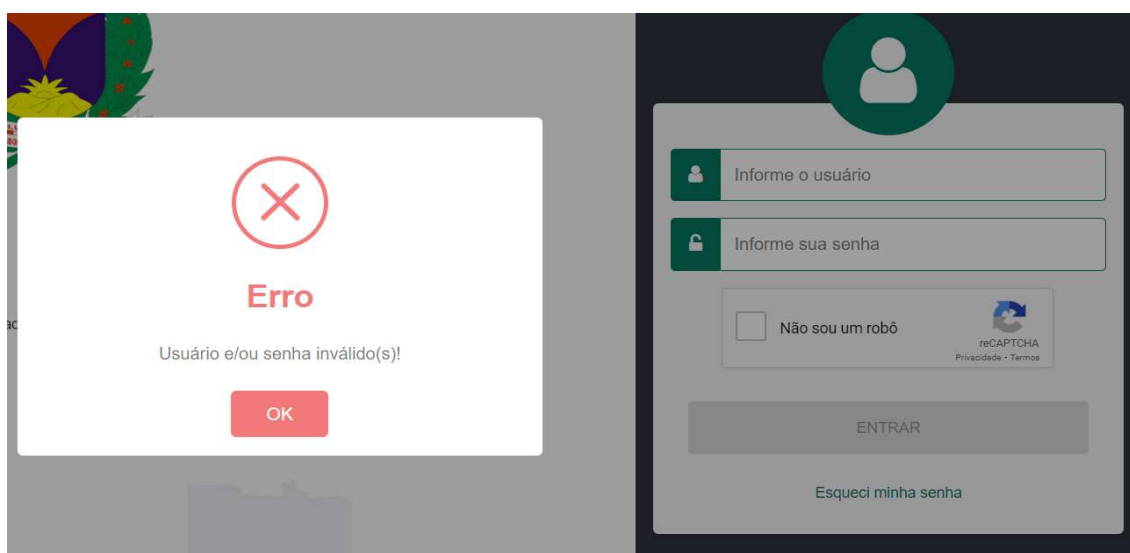 Erro
Usuário e/ou senha inválido(s)!
OK
Informe o usuário
Informe sua senha
Não sou um robô
reCAPTCHA
Privacidade - Termos
ENTRAR
Esqueci minha senha